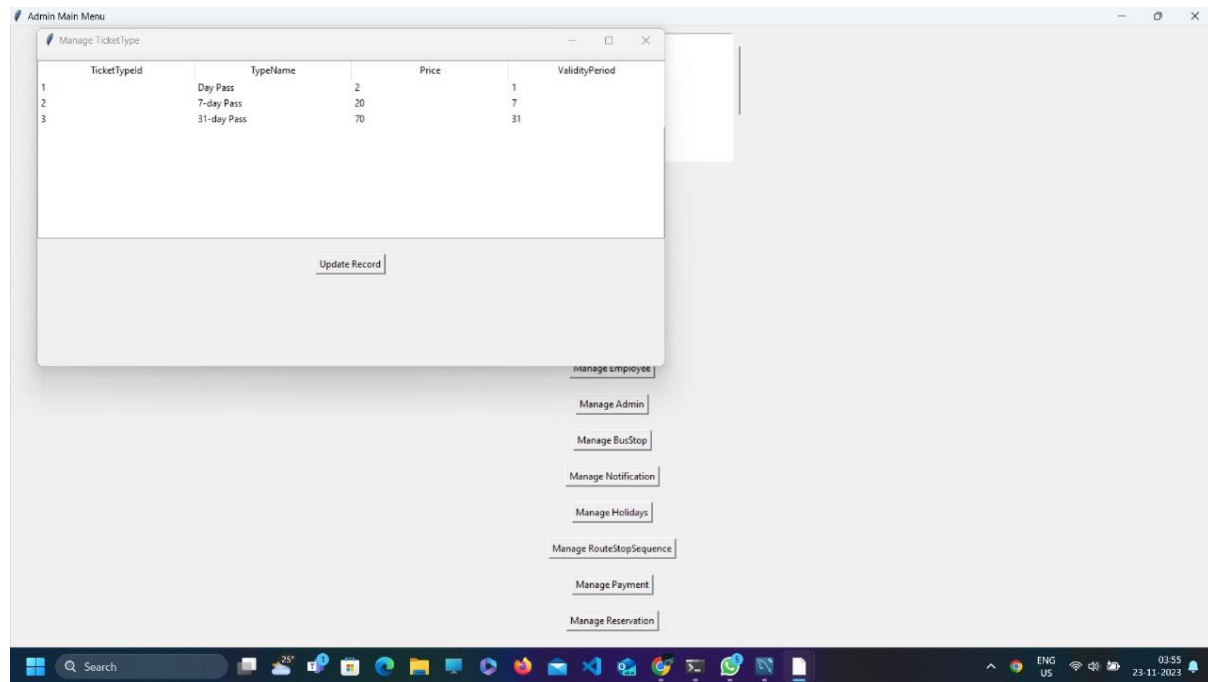 Admin Main Menu
Manage TicketType
TicketTypeId TypeName Price ValidityPeriod
1 Day Pass 2 1
2 7-day Pass 20 7
3 31-day Pass 70 31
Update Record
Manage Employee
Manage Admin
Manage BusStop
Manage Notification
Manage Holidays
Manage RouteStopSequence
Manage Payment
Manage Reservation
Search
25°
ENG
US
03:55
23-11-2023